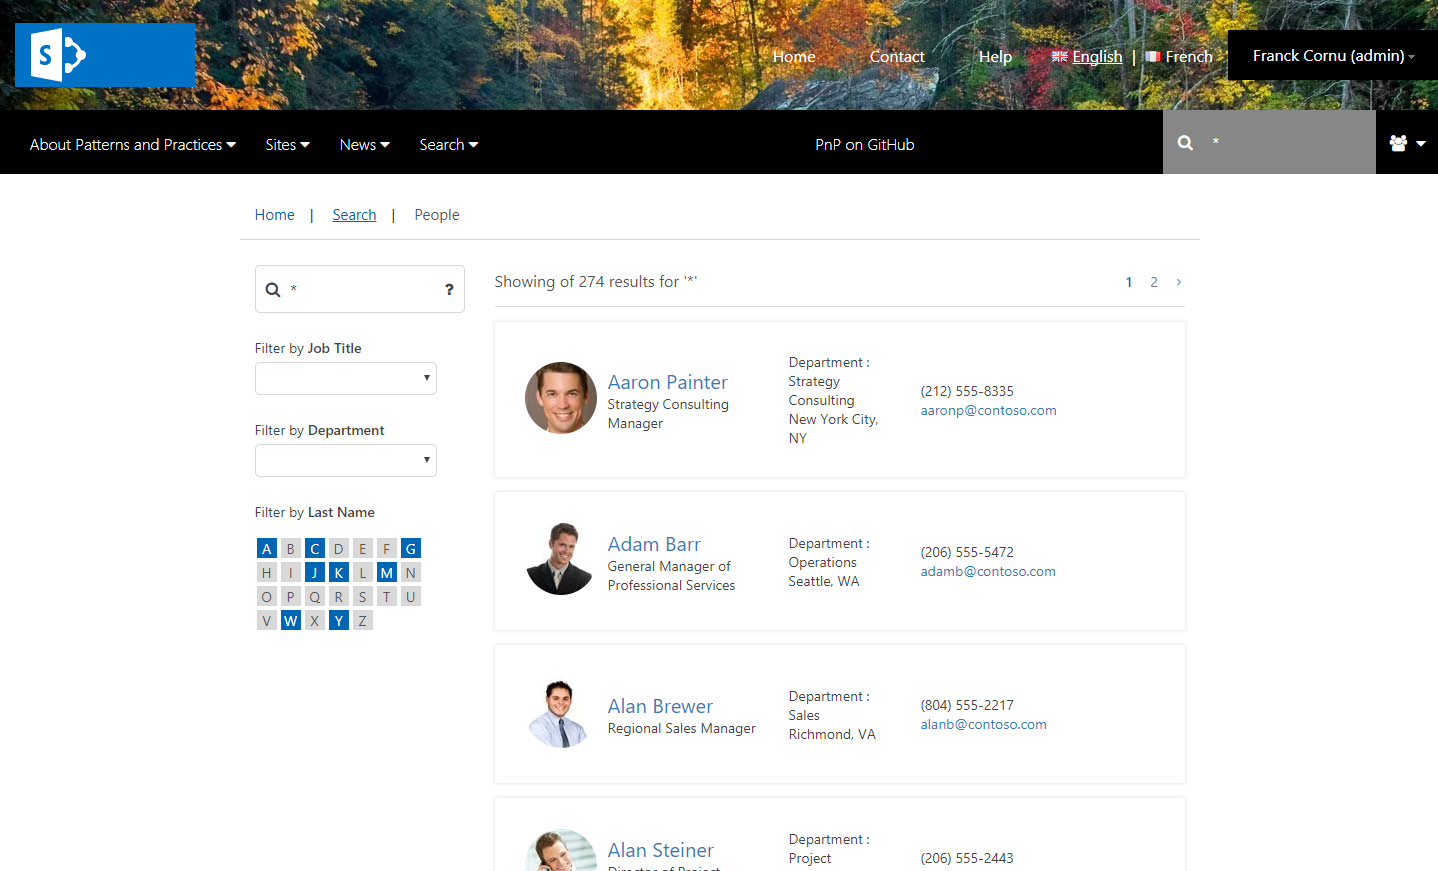 S
Home Contact Help English | French Franck Cornu (admin)
About Patterns and Practices Sites News Search PnP on GitHub * 
Home | Search | People
* ?
Showing of 274 results for '*' 1 2 >
Filter by Job Title
Filter by Department
Filter by Last Name
A B C D E F G
H I J K L M N
O P Q R S T U
V W X Y Z
Aaron Painter
Strategy Consulting
Manager
Department :
Strategy
Consulting
New York City,
NY
(212) 555-8335
aaronp@contoso.com
Adam Barr
General Manager of
Professional Services
Department :
Operations
Seattle, WA
(206) 555-5472
adamb@contoso.com
Alan Brewer
Regional Sales Manager
Department :
Sales
Richmond, VA
(804) 555-2217
alanb@contoso.com
Alan Steiner
Director of Project
Department :
Project
(206) 555-2443